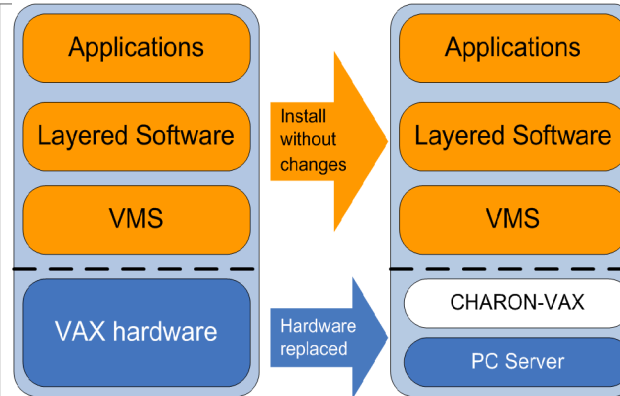 Applications
Layered Software
VMS
VAX hardware
Install
without
changes
Hardware
replaced
Applications
Layered Software
VMS
CHARON-VAX
PC Server